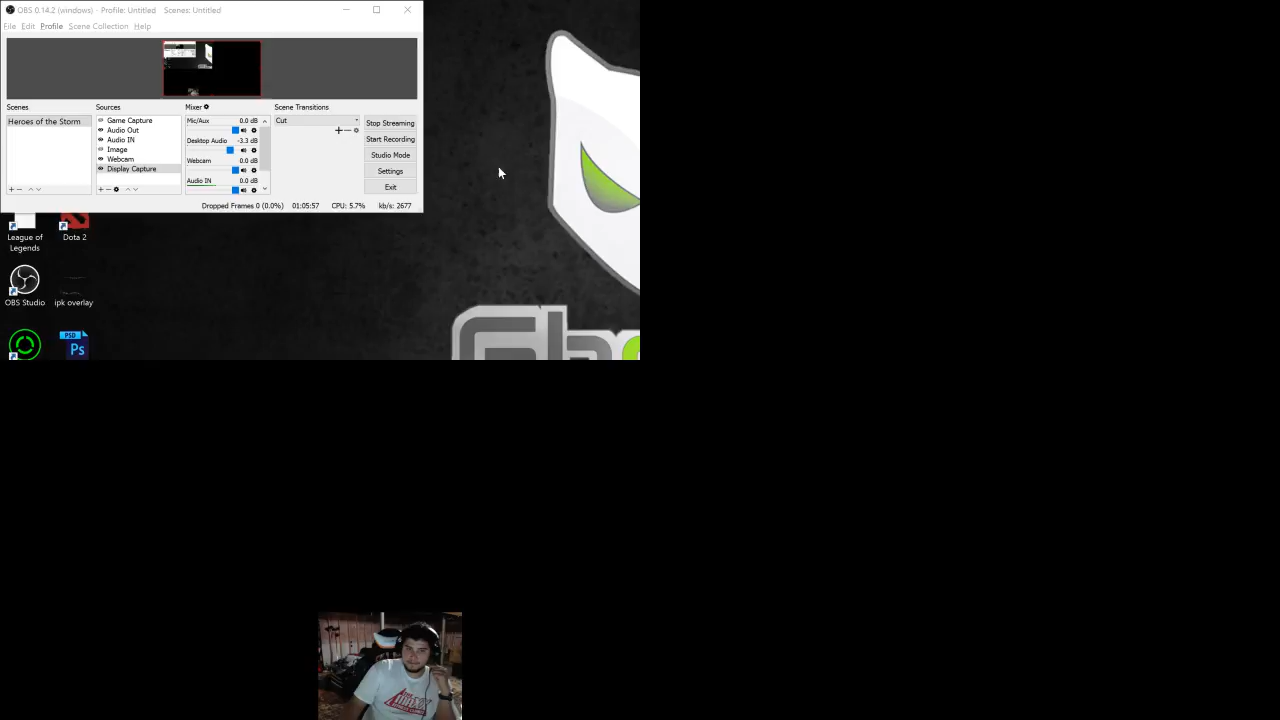 OBS 0.14.2 (windows) - Profile: Untitled Scenes: Untitled
File Edit Profile Scene Collection Help
Scenes Sources Mixer Scene Transitions
Heroes of the Storm
Game Capture
Audio Out
Audio IN
Image
Webcam
Display Capture
Mic/Aux 0.0 dB
Desktop Audio -3.3 dB
Webcam 0.0 dB
Audio IN 0.0 dB
Cut
Stop Streaming
Start Recording
Studio Mode
Settings
Exit
Dropped Frames 0 (0.0%) 01:05:57 CPU: 5.7% kb/s: 2677
League of
Legends
Dota 2
OBS Studio
ipk overlay
PSD
Ps